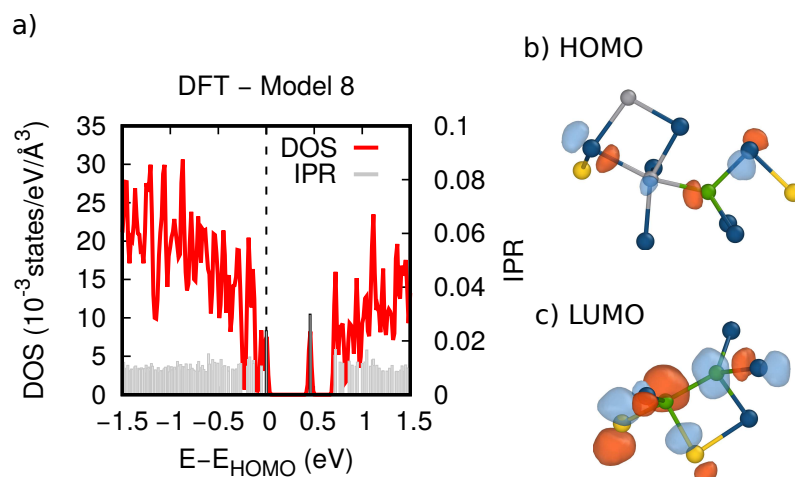 a)
DFT − Model 8
DOS (10⁻³ states/eV/Å³)
35
30
25
20
15
10
5
0
−1.5 −1 −0.5 0 0.5 1 1.5
E−E_HOMO (eV)
DOS
IPR
0.1
0.08
0.06
0.04
0.02
0
IPR
b) HOMO
c) LUMO